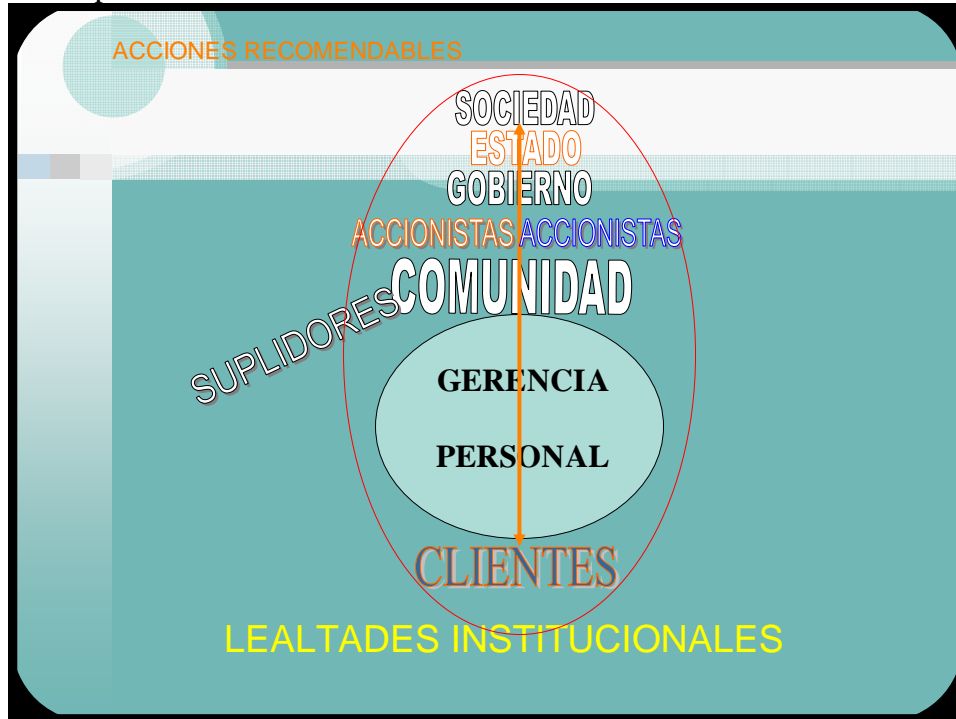 ACCIONES RECOMENDABLES
SOCIEDAD
ESTADO
GOBIERNO
ACCIONISTAS ACCIONISTAS
COMUNIDAD
SUPLIDORES
GERENCIA
PERSONAL
CLIENTES
LEALTADES INSTITUCIONALES